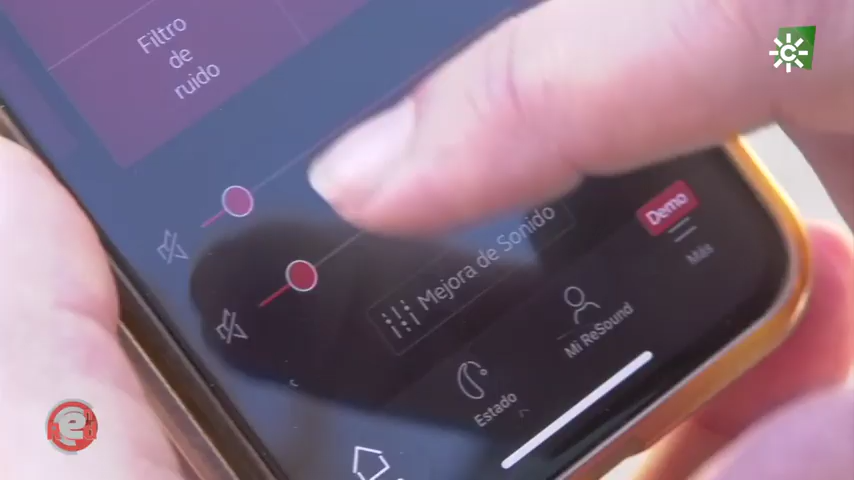 Filtro
de
ruido
Mejora de Sonido
Demo
Más
Mi ReSound
Estado